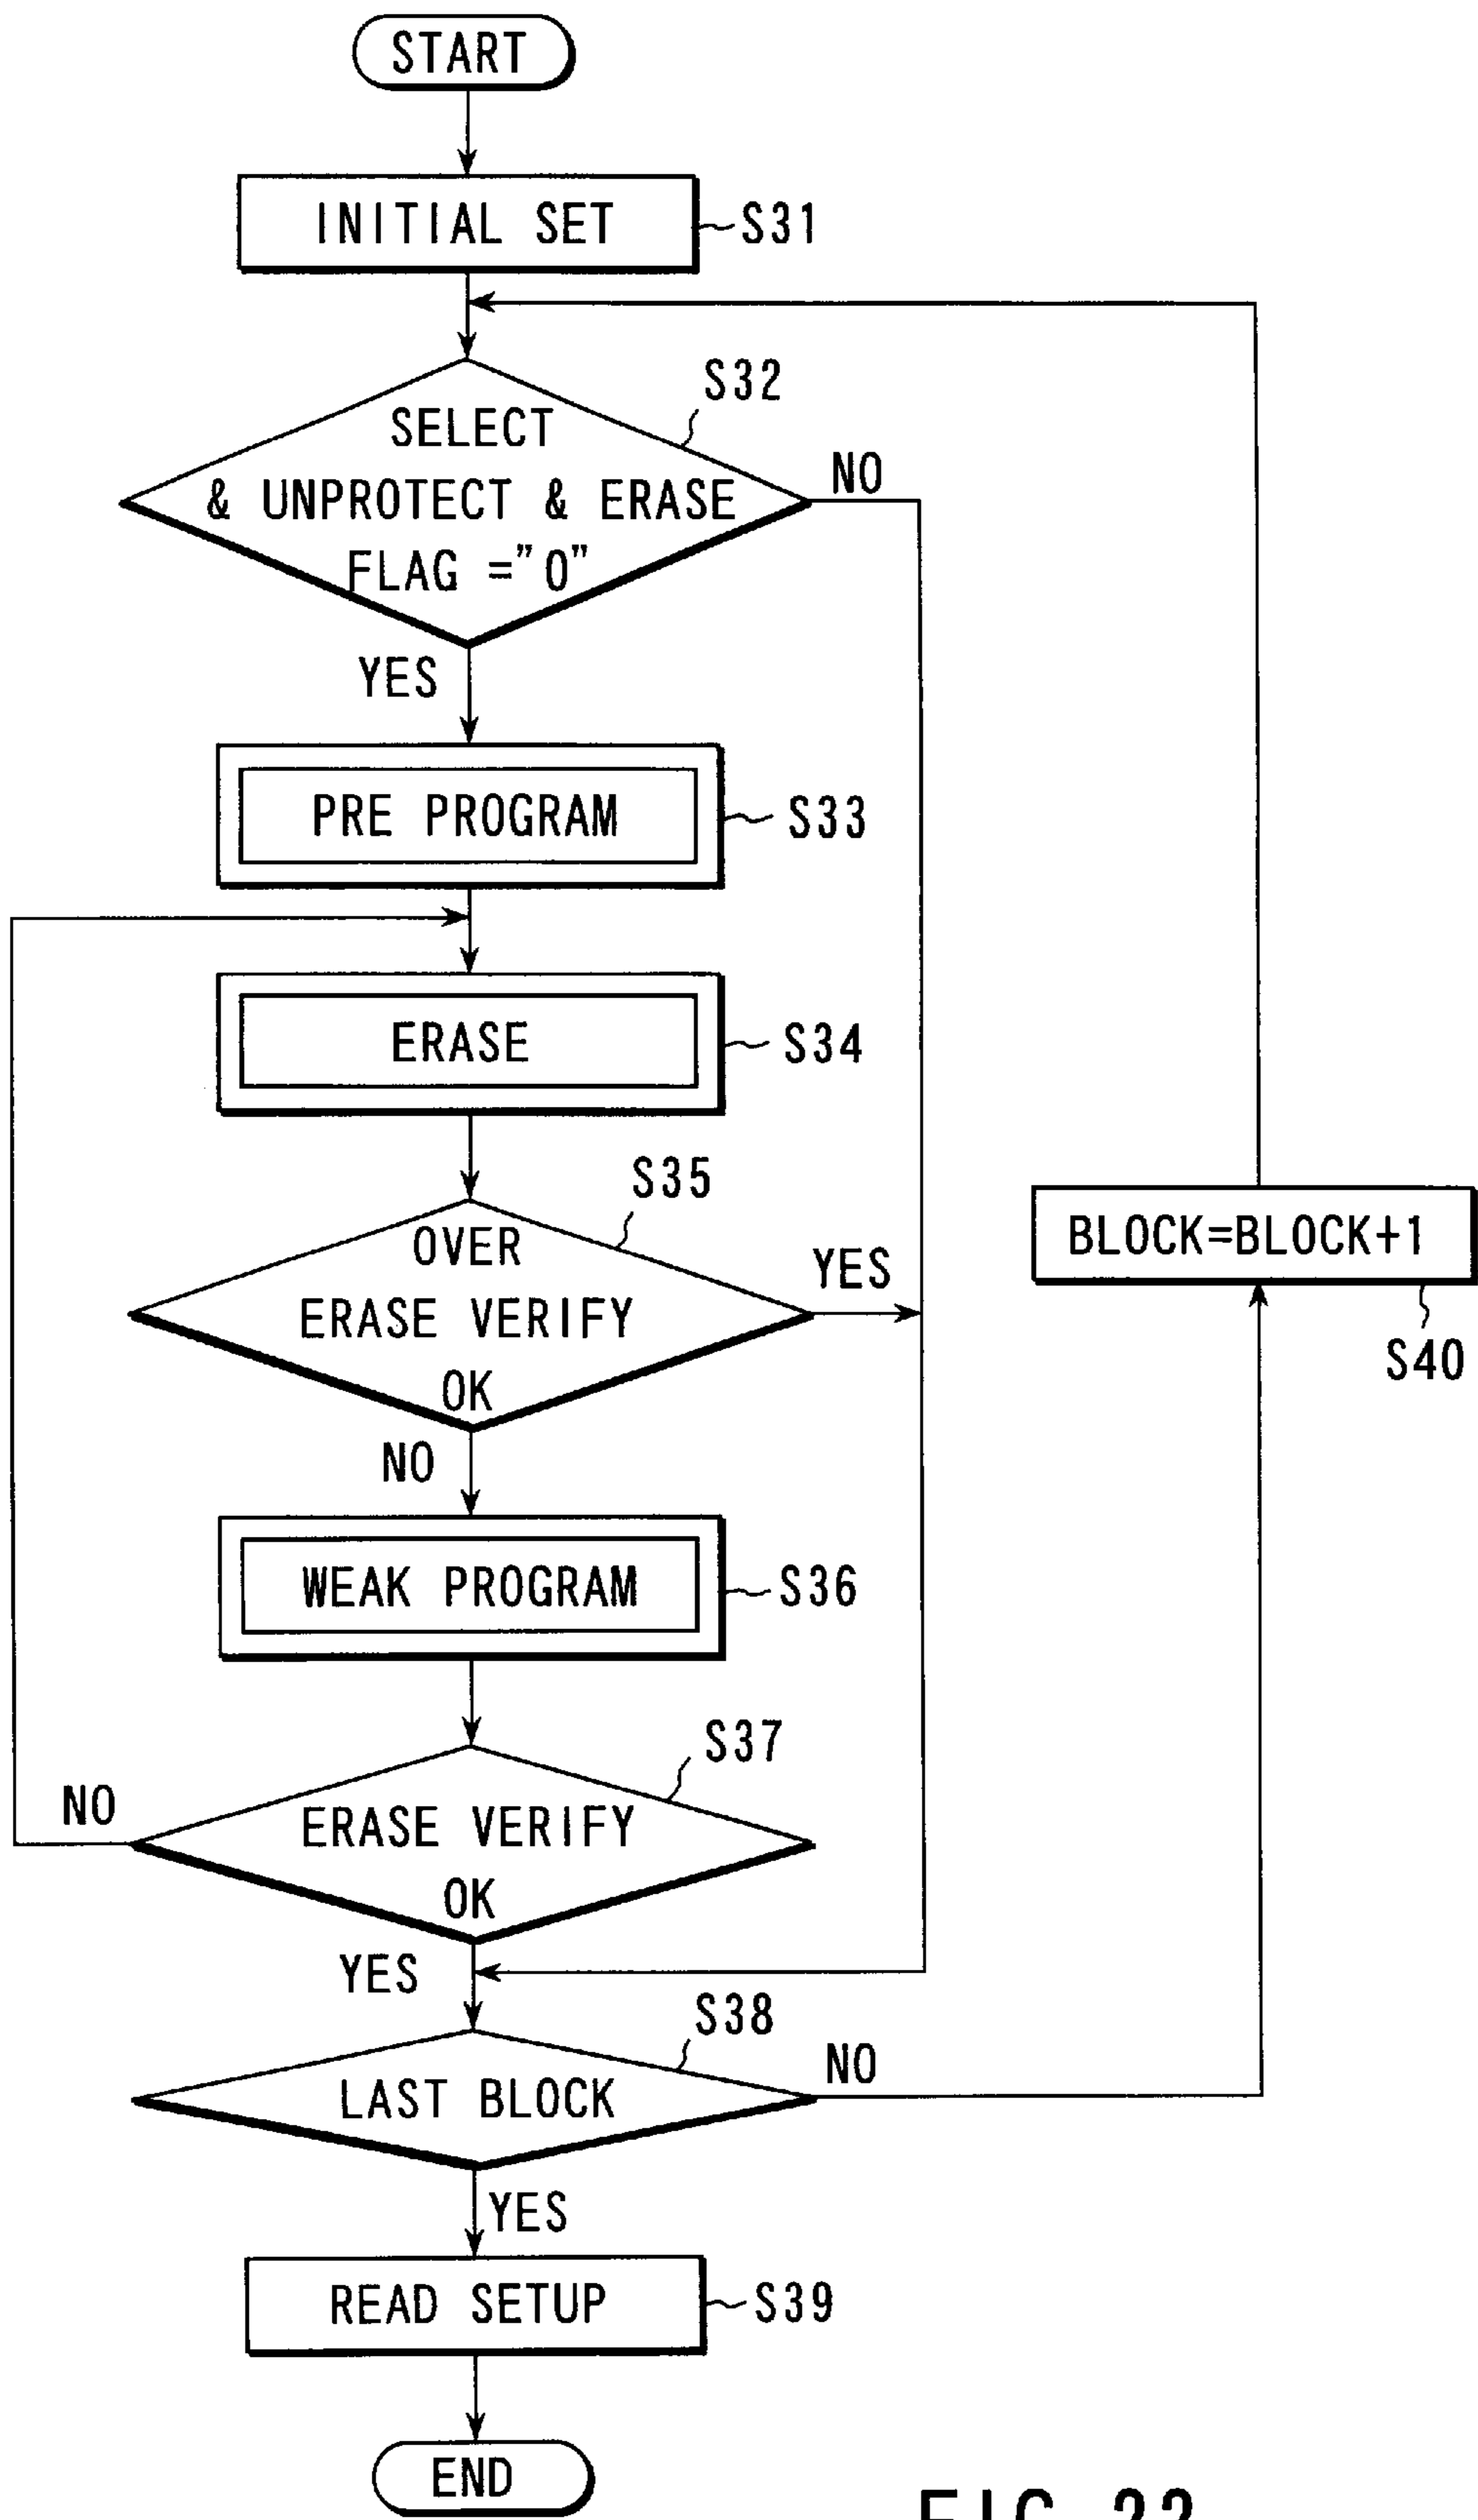 START
INITIAL SET
S31
S32
SELECT
& UNPROTECT & ERASE
FLAG ="0"
NO
YES
PRE PROGRAM
S33
ERASE
S34
S35
OVER
ERASE VERIFY
OK
YES
NO
BLOCK=BLOCK+1
S40
WEAK PROGRAM
S36
S37
ERASE VERIFY
OK
NO
YES
S38
LAST BLOCK
NO
YES
READ SETUP
S39
END